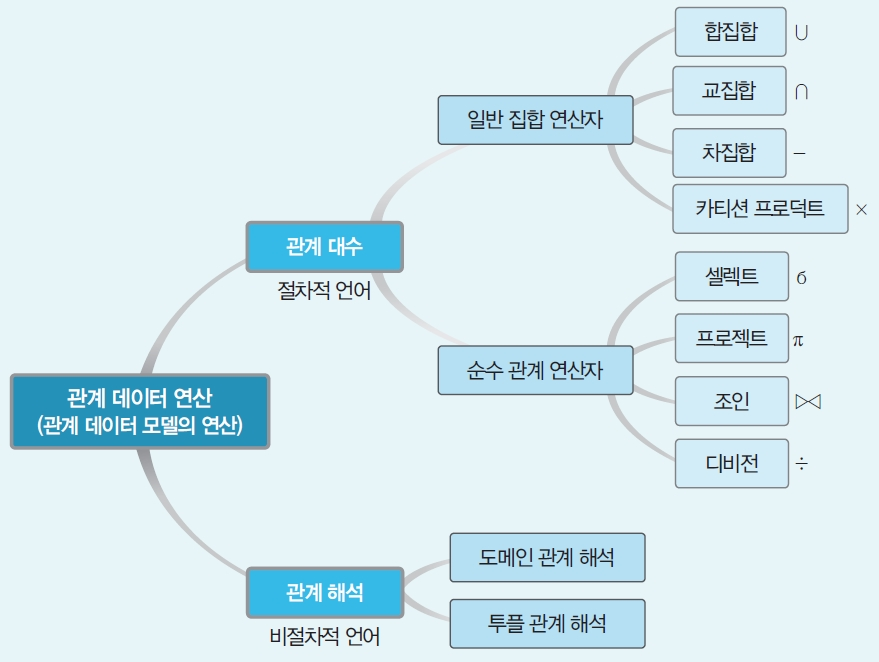 합집합 ∪
교집합 ∩
일반 집합 연산자
차집합 −
카티션 프로덕트 ×
관계 대수
절차적 언어
셀렉트 б
프로젝트 π
순수 관계 연산자
조인 ⋈
디비전 ÷
관계 데이터 연산
(관계 데이터 모델의 연산)
도메인 관계 해석
관계 해석
비절차적 언어
투플 관계 해석